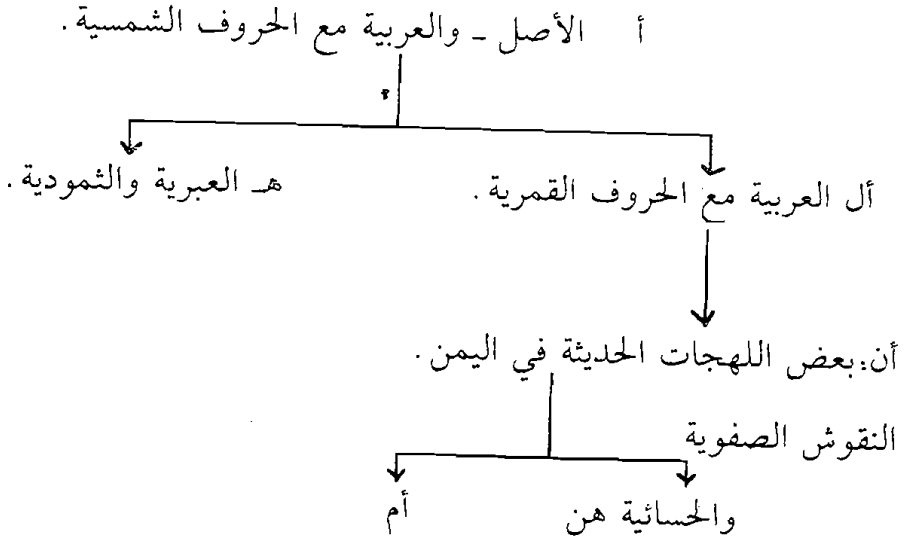 أ الأصل - والعربية مع الحروف الشمسية.
أل العربية مع الحروف القمرية. هـ العبرية والثمودية.
أن: بعض اللهجات الحديثة في اليمن.
النقوش الصفوية
والحسائية هن أم